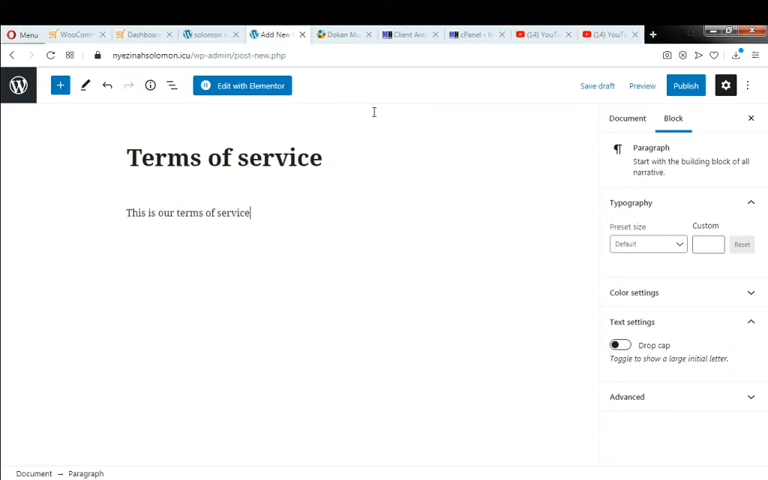 Menu
WooCom
Dashboar
solomon
Add New
Dokan Mu
Client Are
cPanel - M
(14) YouTu
(14) YouTu
nyezinahsolomon.icu/wp-admin/post-new.php
Edit with Elementor
Save draft
Preview
Publish
Document
Block
Terms of service
This is our terms of service
Paragraph
Start with the building block of all
narrative.
Typography
Preset size
Custom
Default
Reset
Color settings
Text settings
Drop cap
Toggle to show a large initial letter.
Advanced
Document → Paragraph